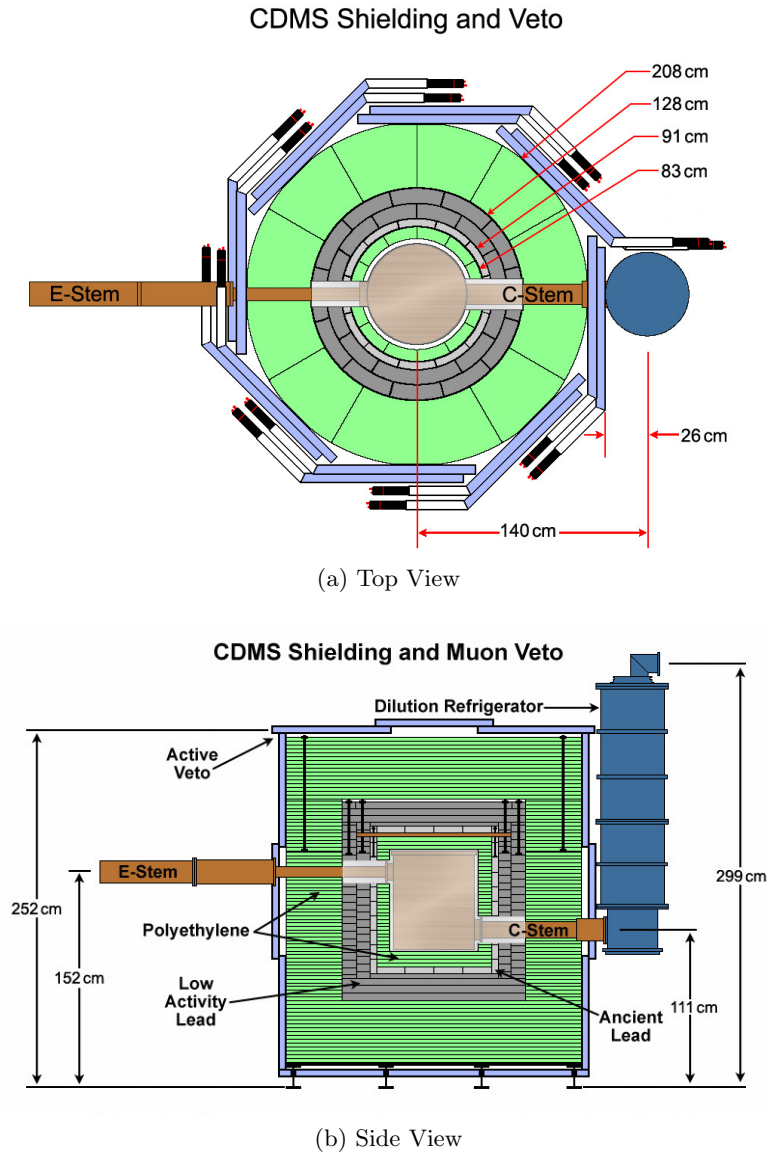 CDMS Shielding and Veto
208 cm
128 cm
91 cm
83 cm
E-Stem
C-Stem
26 cm
140 cm
(a) Top View
CDMS Shielding and Muon Veto
Dilution Refrigerator
Active
Veto
E-Stem
299 cm
252 cm
Polyethylene
C-Stem
152 cm
Low
Activity
Lead
Ancient
Lead
111 cm
(b) Side View